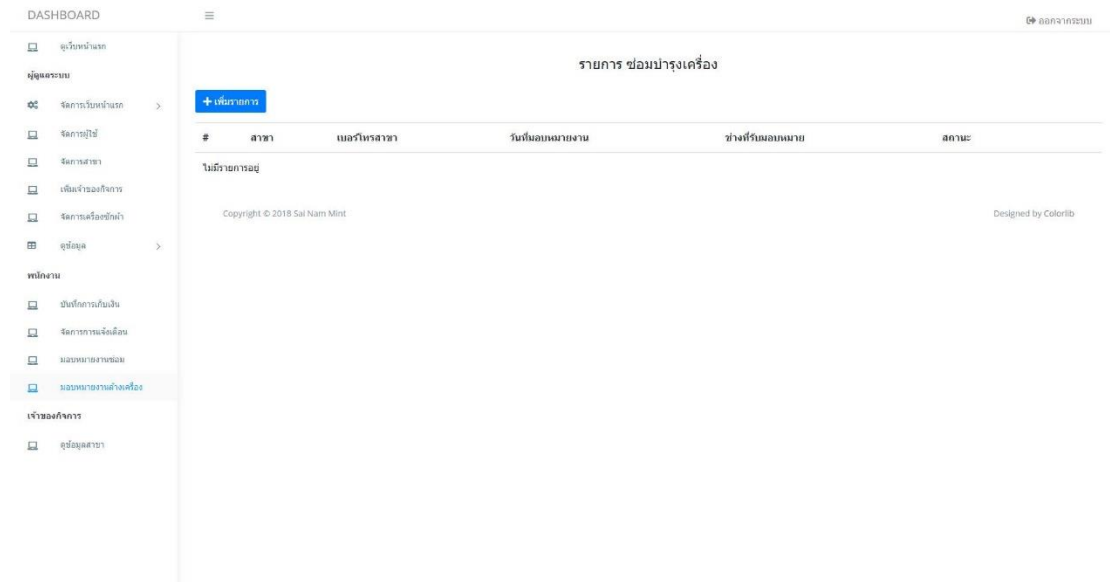 DASHBOARD
ออกจากระบบ
ดูเว็บหน้าแรก
ผู้ดูแลระบบ
จัดการเว็บหน้าแรก
จัดการผู้ใช้
จัดการสาขา
เพิ่มเจ้าของกิจการ
จัดการเครื่องซักผ้า
ดูข้อมูล
พนักงาน
บันทึกการเก็บเงิน
จัดการการแจ้งเตือน
มอบหมายงานซ่อม
มอบหมายงานล้างเครื่อง
เจ้าของกิจการ
ดูข้อมูลสาขา
รายการ ซ่อมบำรุงเครื่อง
+ เพิ่มรายการ
# สาขา เบอร์โทรสาขา วันที่มอบหมายงาน ช่างที่รับมอบหมาย สถานะ
ไม่มีรายการอยู่
Copyright © 2018 Sai Nam Mint Designed by Colorlib